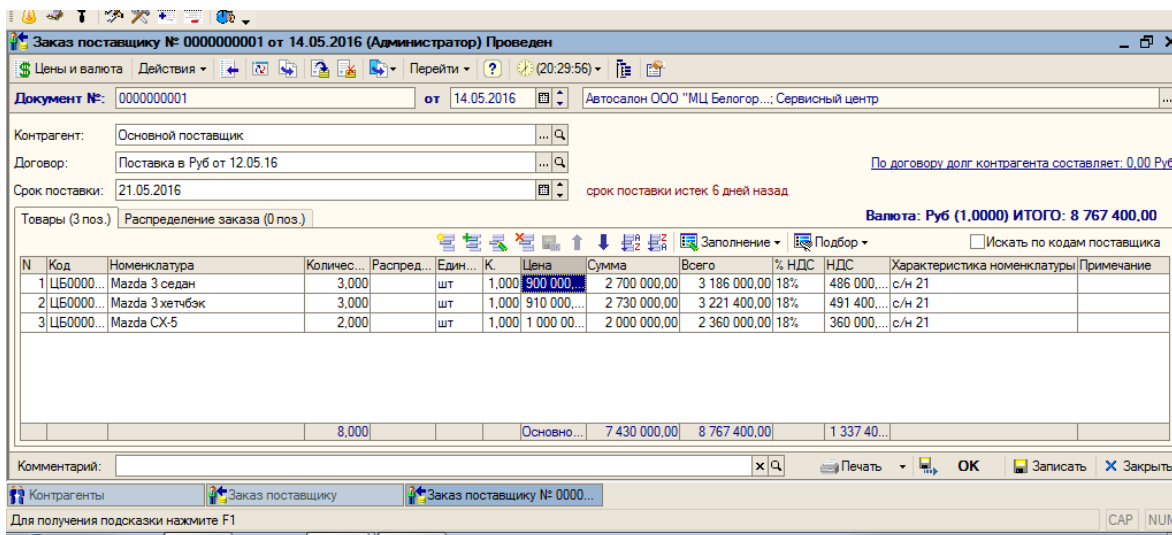 Заказ поставщику № 0000000001 от 14.05.2016 (Администратор) Проведен
Цены и валюта Действия Перейти ? (20:29:56)
Документ №: 0000000001 от 14.05.2016 Автосалон ООО "МЦ Белогор...; Сервисный центр ...
Контрагент: Основной поставщик ...
Договор: Поставка в Руб от 12.05.16 ... По договору долг контрагента составляет: 0,00 Руб
Срок поставки: 21.05.2016 срок поставки истек 6 дней назад
Товары (3 поз.) Распределение заказа (0 поз.) Валюта: Руб (1,0000) ИТОГО: 8 767 400,00
Заполнение Подбор Искать по кодам поставщика
N Код Номенклатура Количес... Распред... Един... К. Цена Сумма Всего % НДС НДС Характеристика номенклатуры Примечание
1 ЦБ0000... Mazda 3 седан 3,000 шт 1,000 900 000,... 2 700 000,00 3 186 000,00 18% 486 000,... с/н 21
2 ЦБ0000... Mazda 3 хетчбэк 3,000 шт 1,000 910 000,... 2 730 000,00 3 221 400,00 18% 491 400,... с/н 21
3 ЦБ0000... Mazda CX-5 2,000 шт 1,000 1 000 00... 2 000 000,00 2 360 000,00 18% 360 000,... с/н 21
8,000 Основно... 7 430 000,00 8 767 400,00 1 337 40...
Комментарий: x Печать OK Записать Закрыть
Контрагенты Заказ поставщику Заказ поставщику № 0000...
Для получения подсказки нажмите F1 CAP NUM